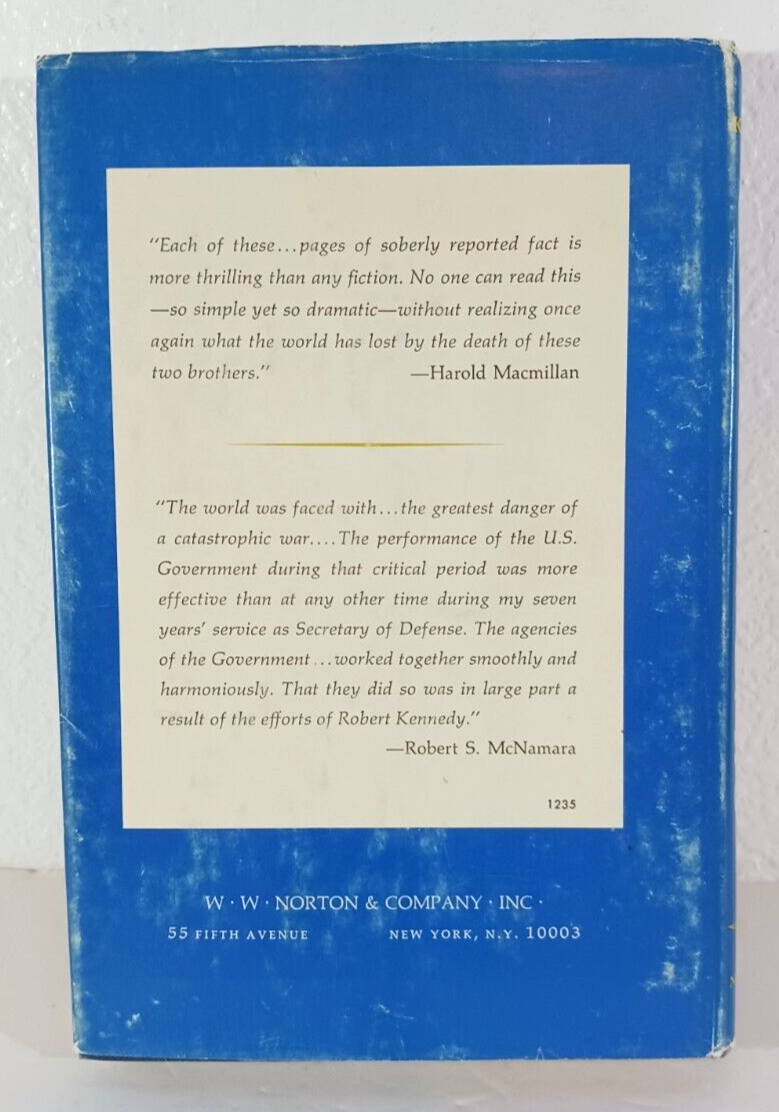 "Each of these...pages of soberly reported fact is
more thrilling than any fiction. No one can read this
—so simple yet so dramatic—without realizing once
again what the world has lost by the death of these
two brothers." —Harold Macmillan
"The world was faced with...the greatest danger of
a catastrophic war....The performance of the U.S.
Government during that critical period was more
effective than at any other time during my seven
years' service as Secretary of Defense. The agencies
of the Government...worked together smoothly and
harmoniously. That they did so was in large part a
result of the efforts of Robert Kennedy."
—Robert S. McNamara
1235
W · W · NORTON & COMPANY · INC ·
55 FIFTH AVENUE NEW YORK, N.Y. 10003